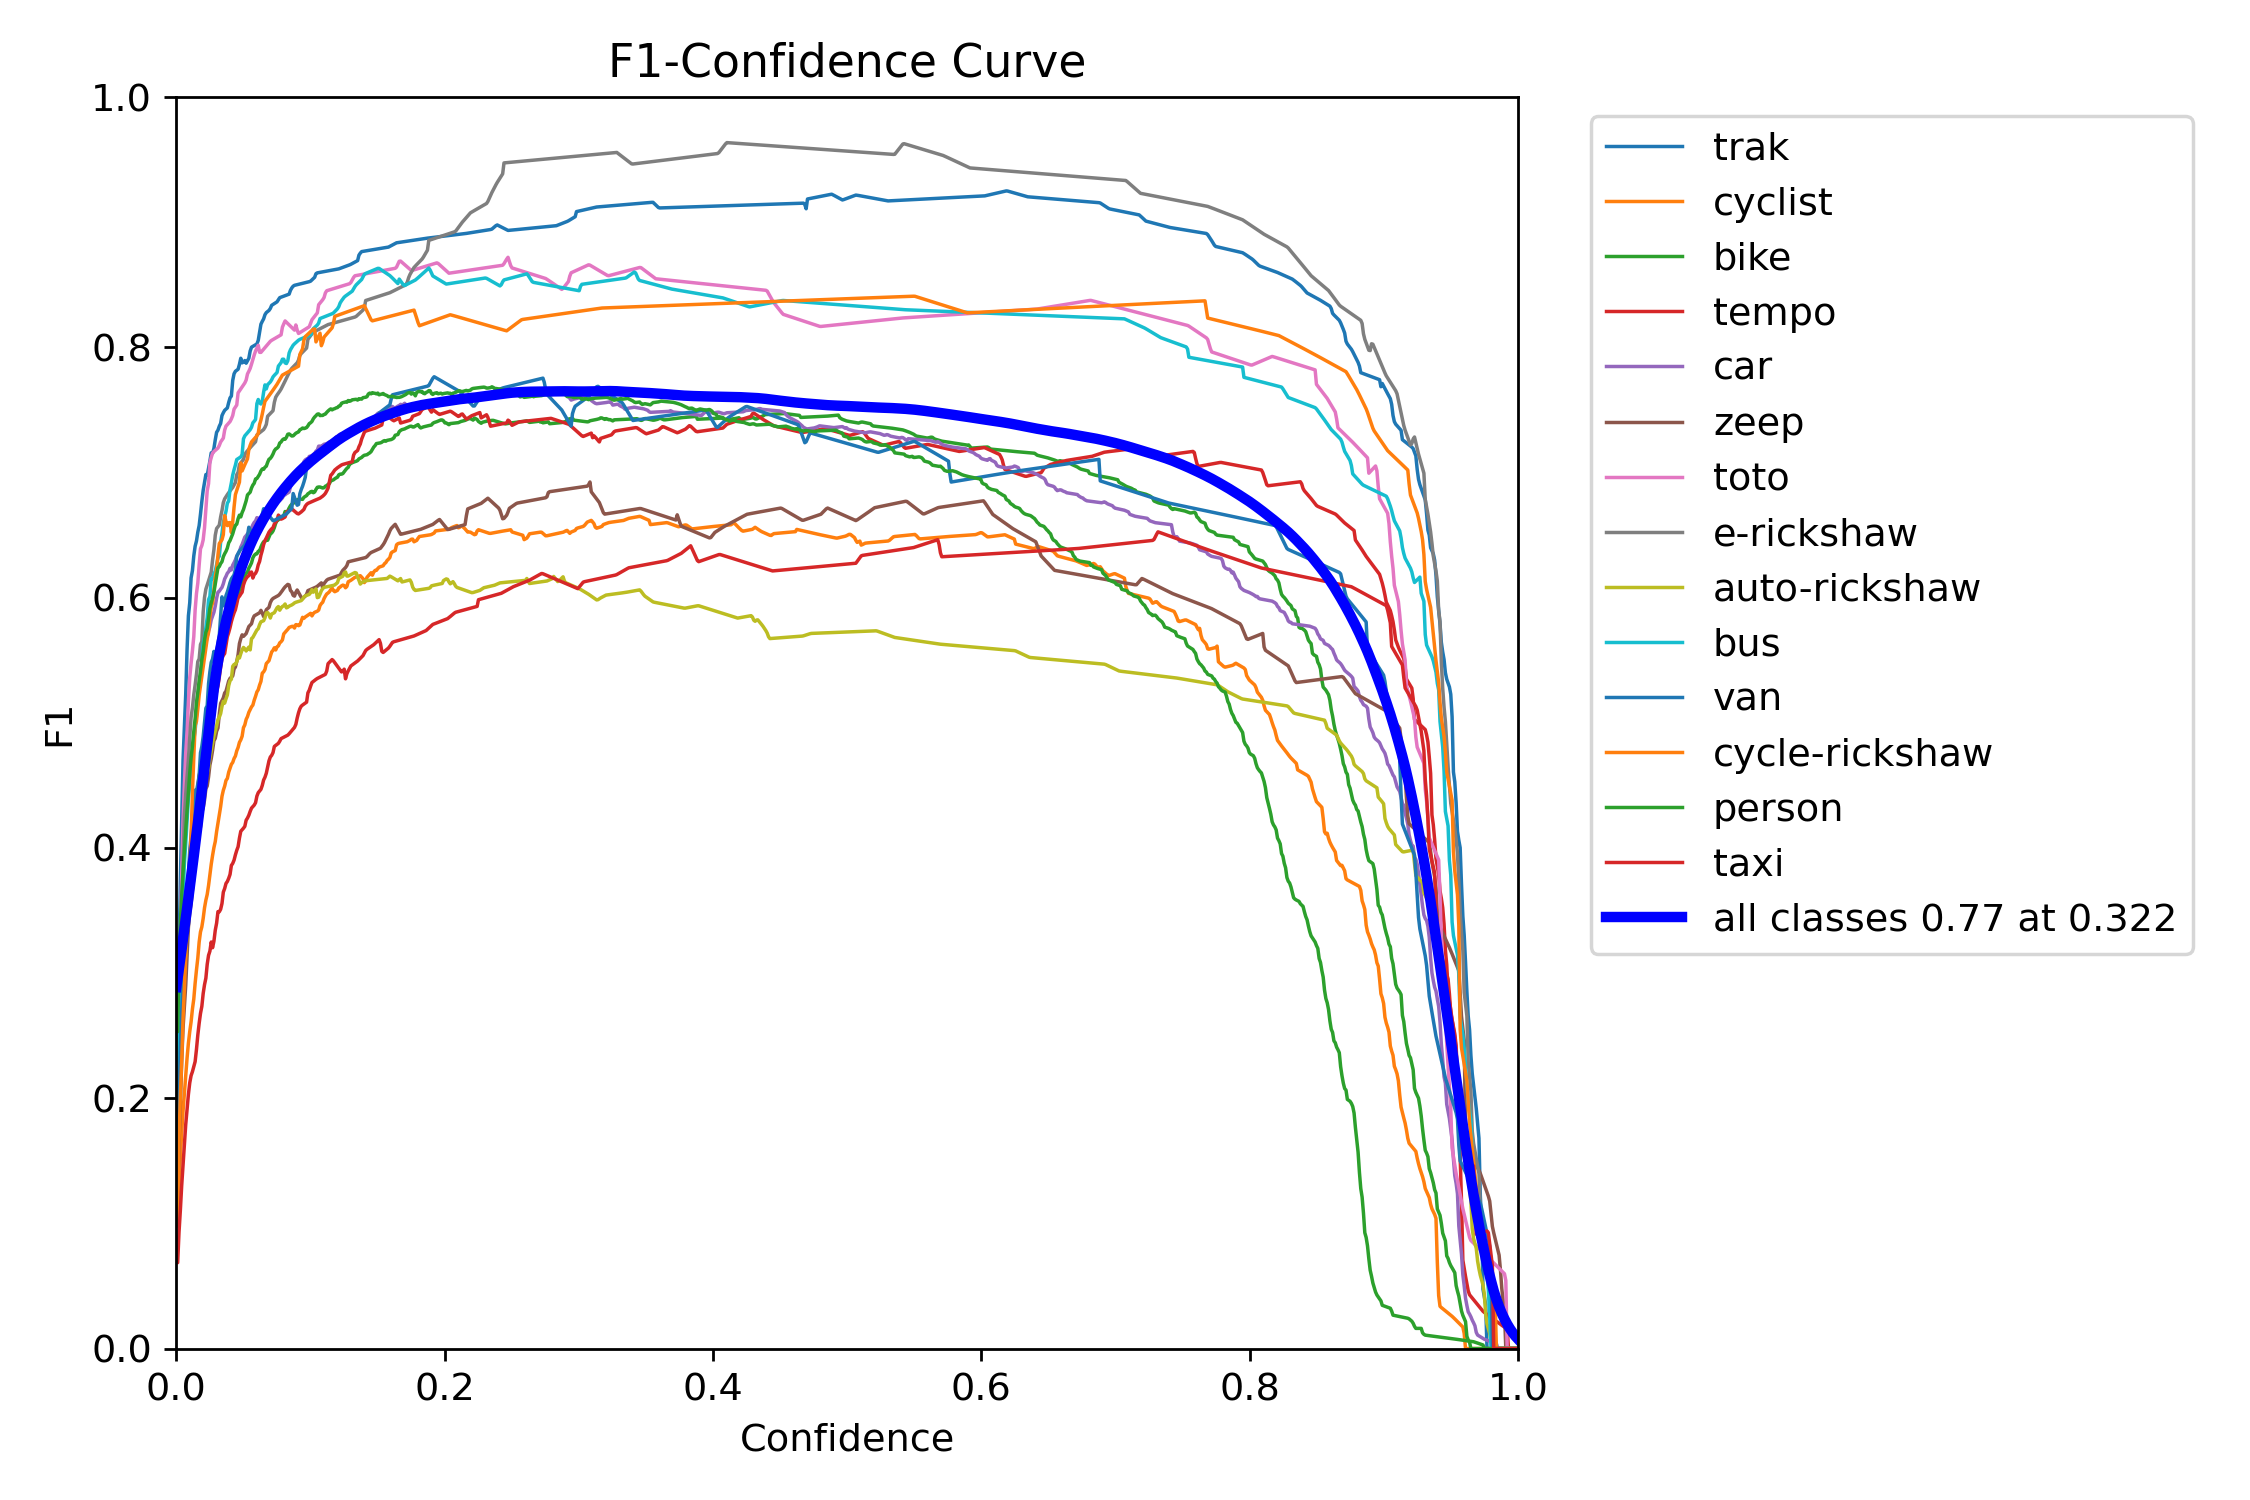 F1-Confidence Curve
1.0
0.8
0.6
0.4
0.2
0.0
F1
0.0 0.2 0.4 0.6 0.8 1.0
Confidence
trak
cyclist
bike
tempo
car
zeep
toto
e-rickshaw
auto-rickshaw
bus
van
cycle-rickshaw
person
taxi
all classes 0.77 at 0.322